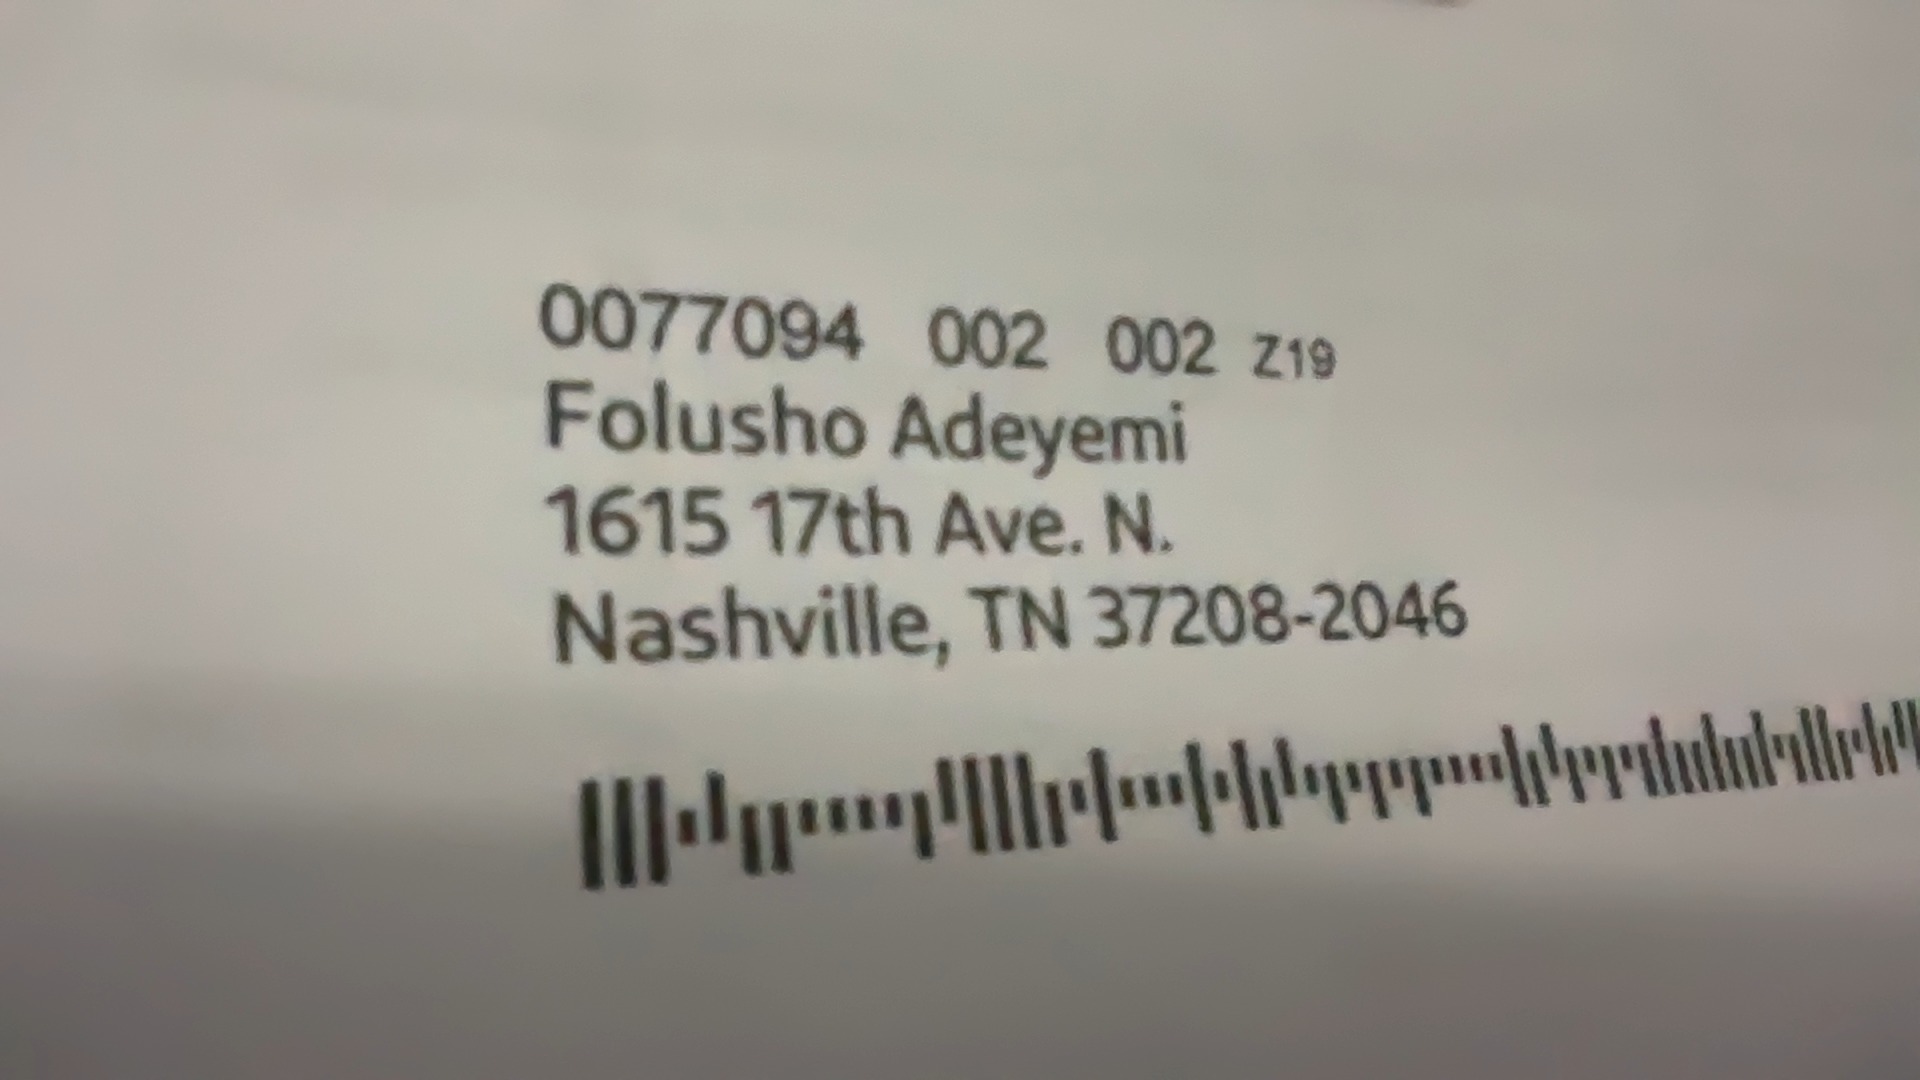 0077094 002 002 Z19
Folusho Adeyemi
1615 17th Ave. N.
Nashville, TN 37208-2046